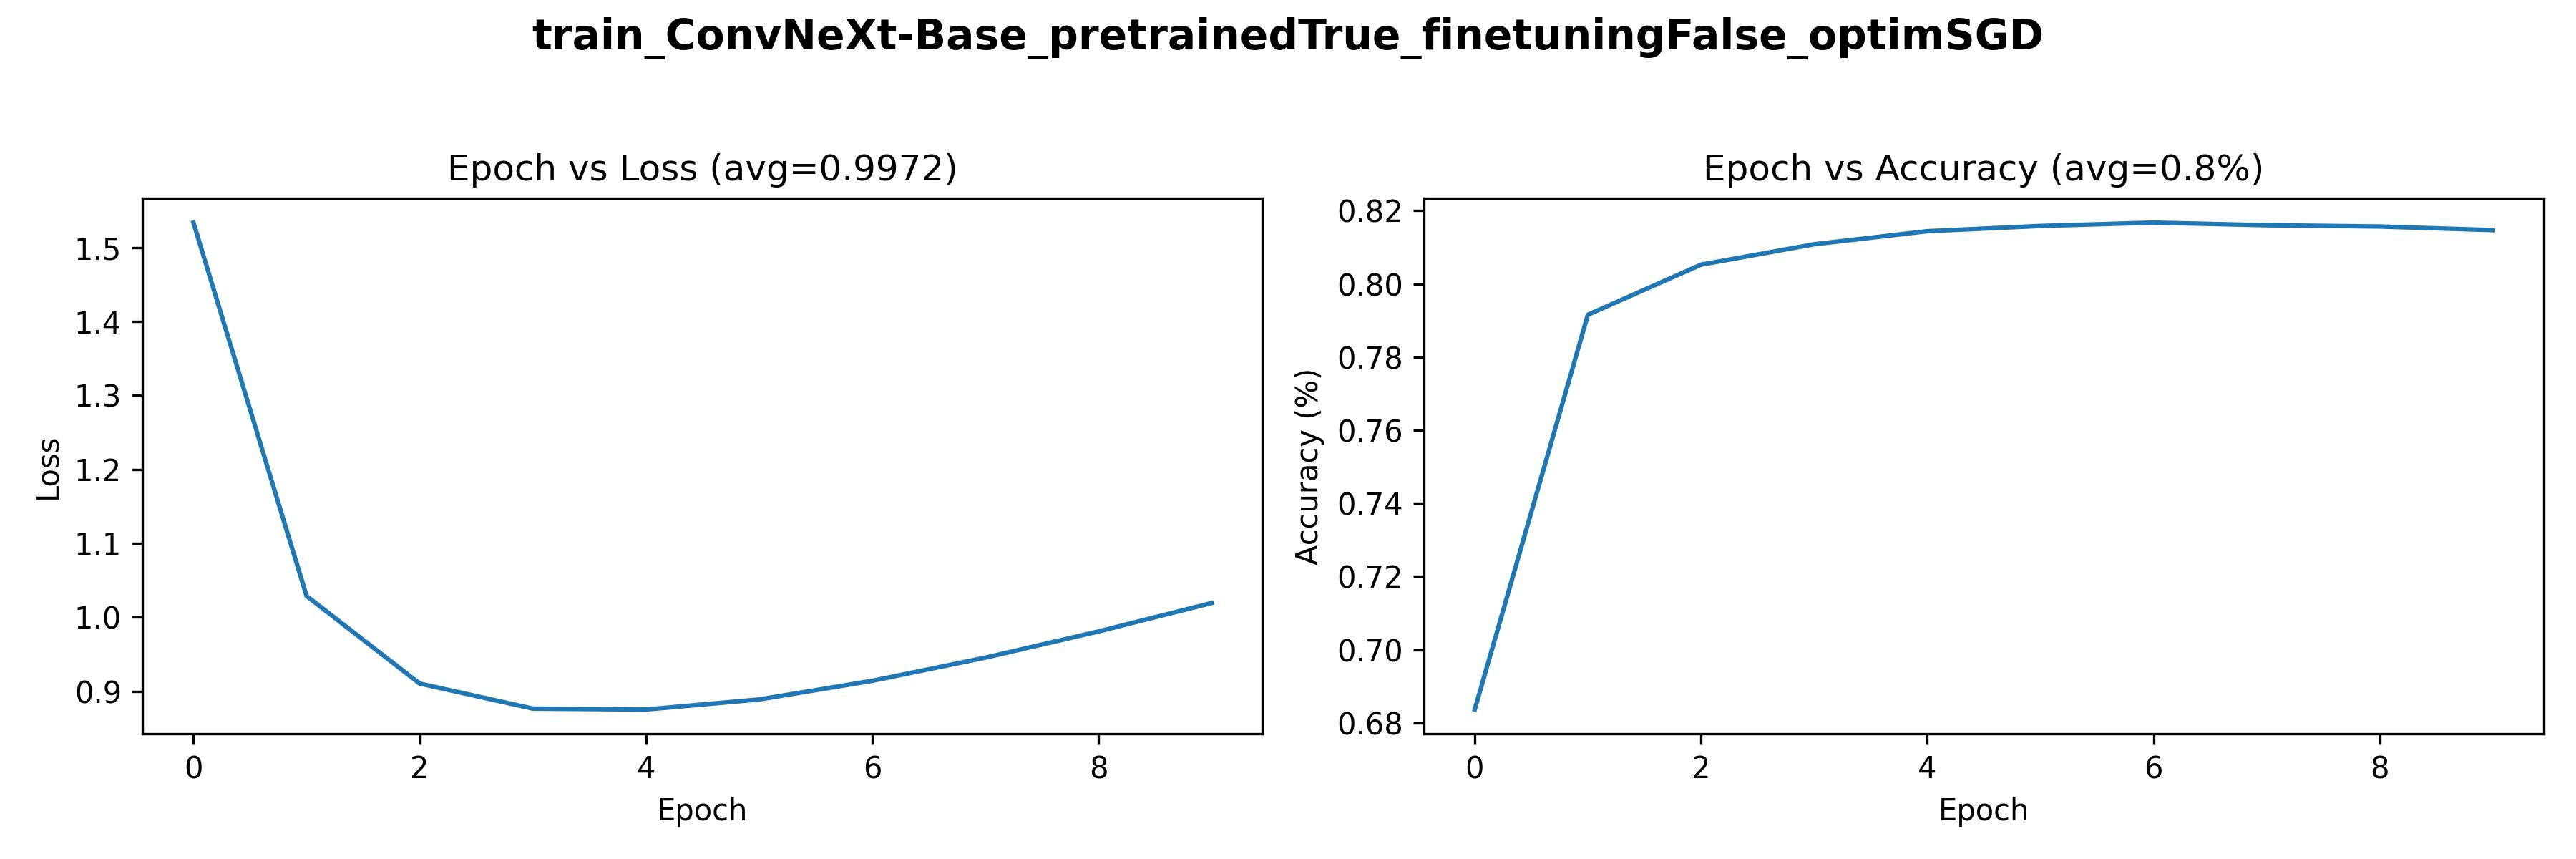 train_ConvNeXt-Base_pretrainedTrue_finetuningFalse_optimSGD
Epoch vs Loss (avg=0.9972)
1.5
1.4
1.3
1.2
1.1
1.0
0.9
Loss
0 2 4 6 8
Epoch
Epoch vs Accuracy (avg=0.8%)
0.82
0.80
0.78
0.76
0.74
0.72
0.70
0.68
Accuracy (%)
0 2 4 6 8
Epoch